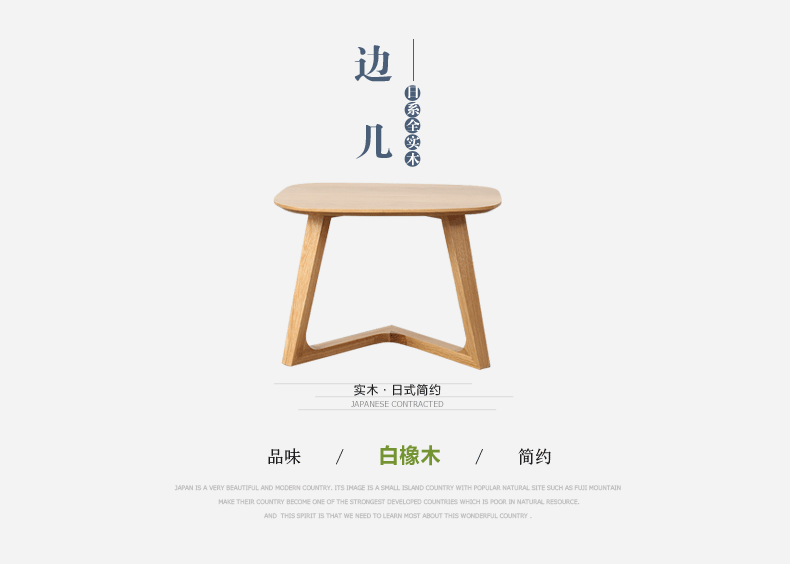 边几
日系全实木
实木 · 日式简约
JAPANESE CONTRACTED
品味 / 白橡木 / 简约
JAPAN IS A VERY BEAUTIFUL AND MODERN COUNTRY. ITS IMAGE IS A SMALL ISLAND COUNTRY WITH POPULAR NATURAL SITE SUCH AS FUJI MOUNTAIN
MAKE THEIR COUNTRY BECOME ONE OF THE STRONGEST DEVELOPED COUNTRIES WHICH IS POOR IN NATURAL RESOURCE.
AND THIS SPIRIT IS THAT WE NEED TO LEARN MOST ABOUT THIS WONDERFUL COUNTRY .